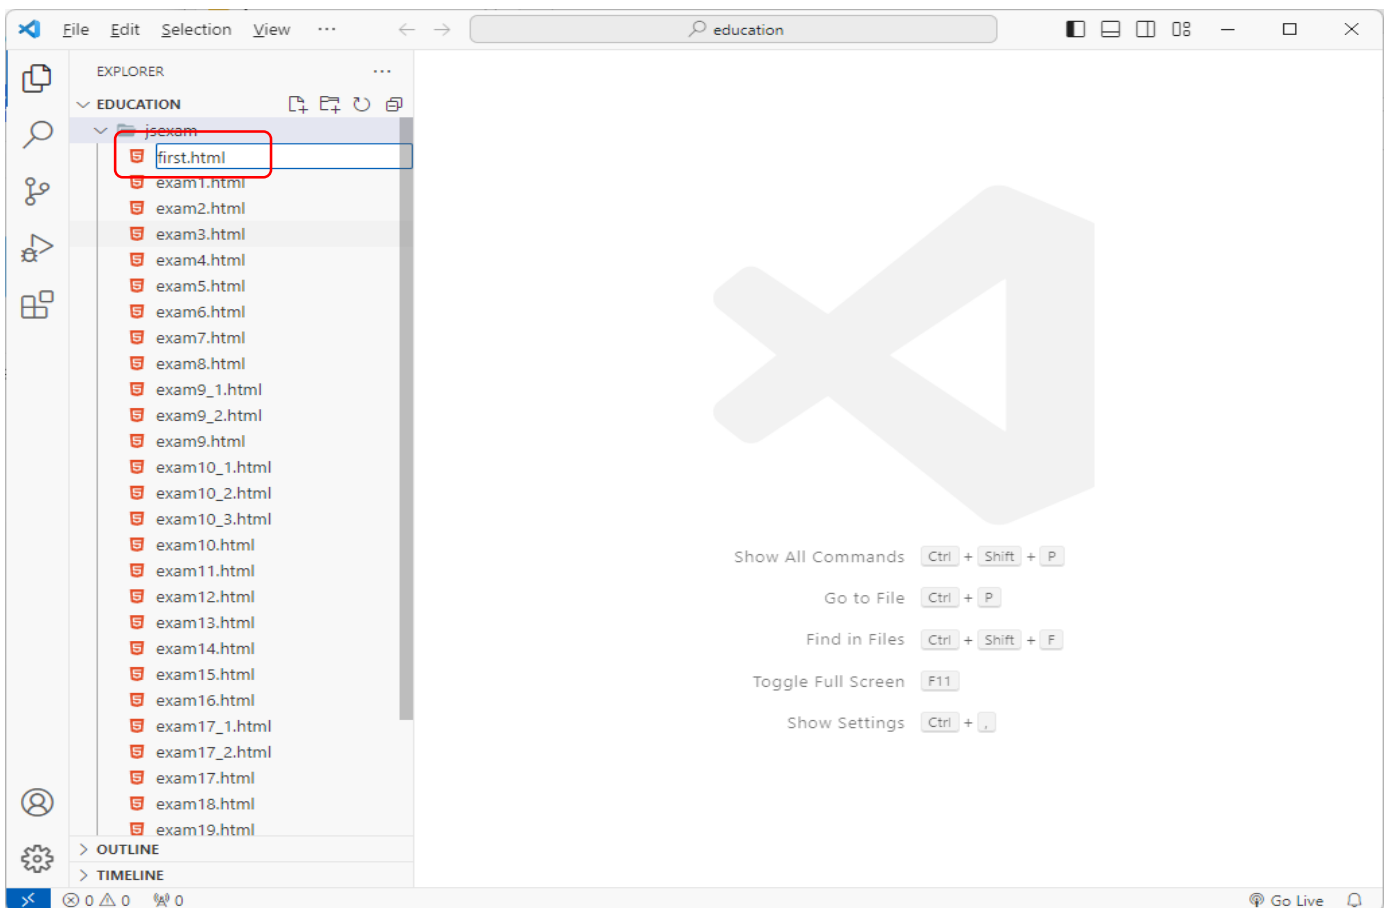 File Edit Selection View ··· education
EXPLORER ···
EDUCATION
jsexam
first.html
exam1.html
exam2.html
exam3.html
exam4.html
exam5.html
exam6.html
exam7.html
exam8.html
exam9_1.html
exam9_2.html
exam9.html
exam10_1.html
exam10_2.html
exam10_3.html
exam10.html
exam11.html
exam12.html
exam13.html
exam14.html
exam15.html
exam16.html
exam17_1.html
exam17_2.html
exam17.html
exam18.html
exam19.html
OUTLINE
TIMELINE
Show All Commands Ctrl + Shift + P
Go to File Ctrl + P
Find in Files Ctrl + Shift + F
Toggle Full Screen F11
Show Settings Ctrl + ,
0 0 0 Go Live